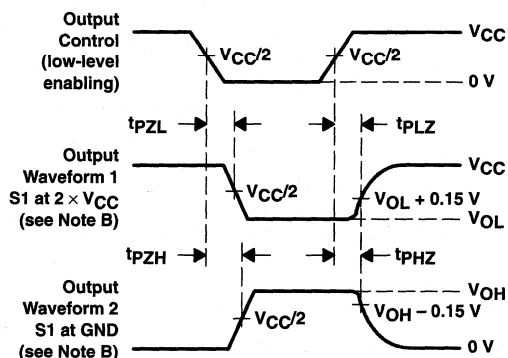 Output
Control
(low-level
enabling)
VCC/2
VCC/2
VCC
0 V
tPZL
tPLZ
Output
Waveform 1
S1 at 2 × VCC
(see Note B)
VCC/2
VCC
VOL + 0.15 V
VOL
tPZH
tPHZ
Output
Waveform 2
S1 at GND
(see Note B)
VCC/2
VOH
VOH – 0.15 V
0 V